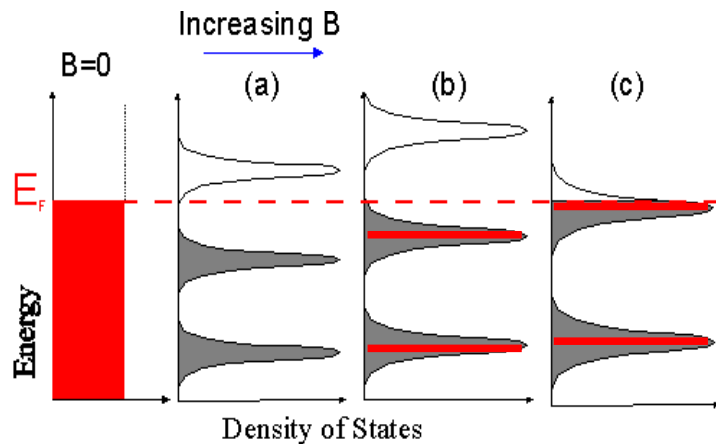 Increasing B
B=0
(a)
(b)
(c)
E_F
Energy
Density of States